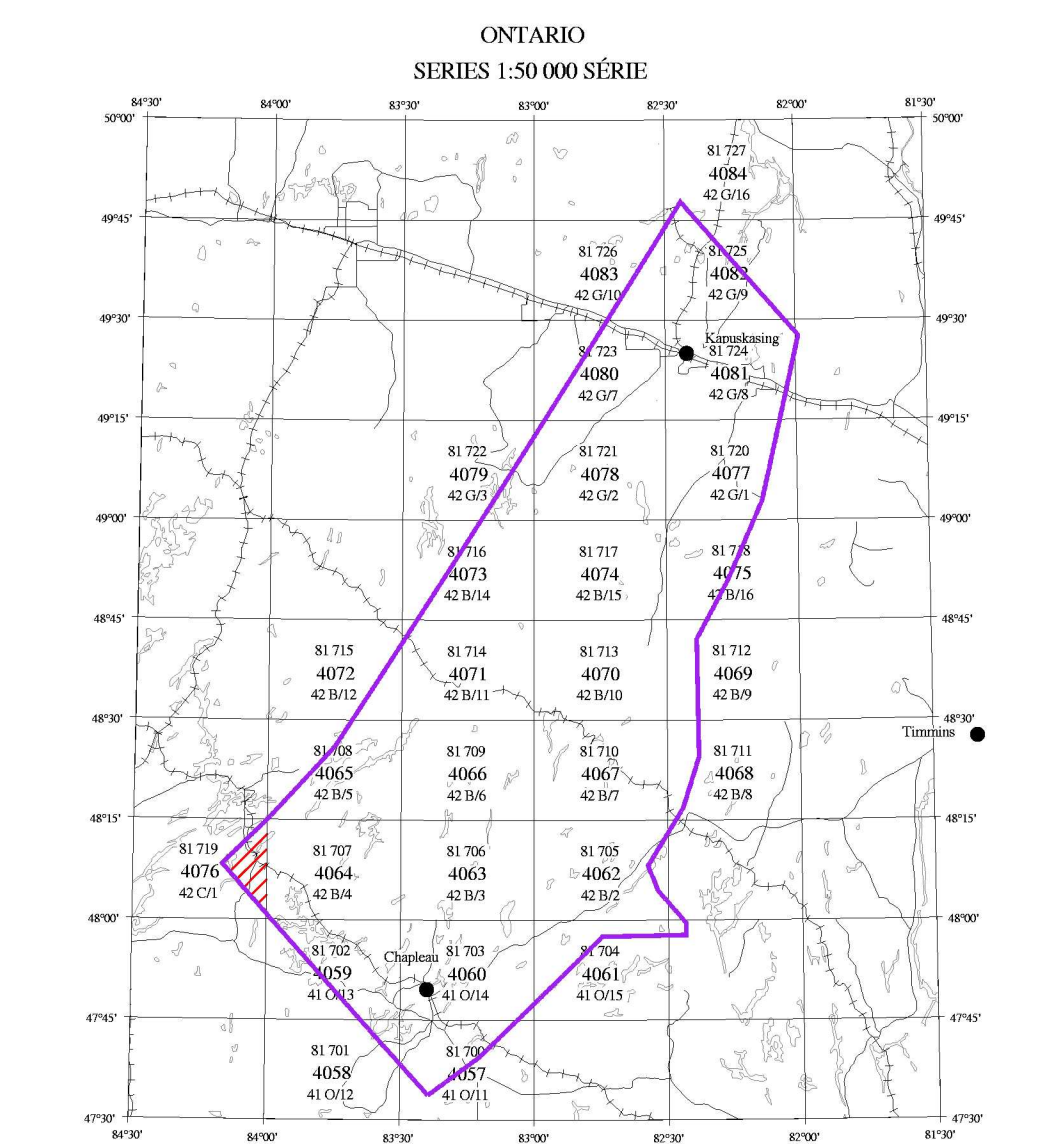 ONTARIO
SERIES 1:50 000 SÉRIE
84°30' 84°00' 83°30' 83°00' 82°30' 82°00' 81°30'
50°00' 50°00'
81 727
4084
42 G/16
49°45' 49°45'
81 726 81 725
4083 4082
42 G/10 42 G/9
49°30' 49°30'
Kapuskasing
81 723 81 724
4080 4081
42 G/7 42 G/8
49°15' 49°15'
81 722 81 721 81 720
4079 4078 4077
42 G/3 42 G/2 42 G/1
49°00' 49°00'
81 716 81 717 81 718
4073 4074 4075
42 B/14 42 B/15 42 B/16
48°45' 48°45'
81 715 81 714 81 713 81 712
4072 4071 4070 4069
42 B/12 42 B/11 42 B/10 42 B/9
48°30' 48°30'
Timmins
81 708 81 709 81 710 81 711
4065 4066 4067 4068
42 B/5 42 B/6 42 B/7 42 B/8
48°15' 48°15'
81 719 81 707 81 706 81 705
4076 4064 4063 4062
42 C/1 42 B/4 42 B/3 42 B/2
48°00' 48°00'
81 702 Chapleau 81 703 81 704
4059 4060 4061
41 O/13 41 O/14 41 O/15
47°45' 47°45'
81 701 81 700
4058 4057
41 O/12 41 O/11
47°30' 47°30'
84°30' 84°00' 83°30' 83°00' 82°30' 82°00' 81°30'